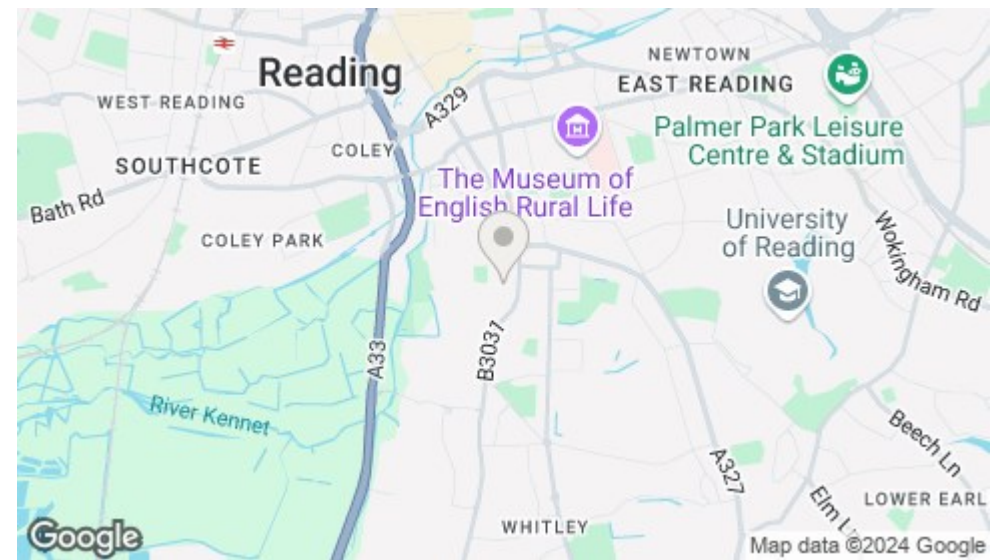 Reading
NEWTOWN
EAST READING
WEST READING
A329
Palmer Park Leisure
Centre & Stadium
COLEY
SOUTHCOTE
The Museum of
English Rural Life
Bath Rd
University
of Reading
COLEY PARK
Wokingham Rd
A33
B3031
River Kennet
Beech Ln
A327
Elm L
LOWER EARL
WHITLEY
Google
Map data ©2024 Google